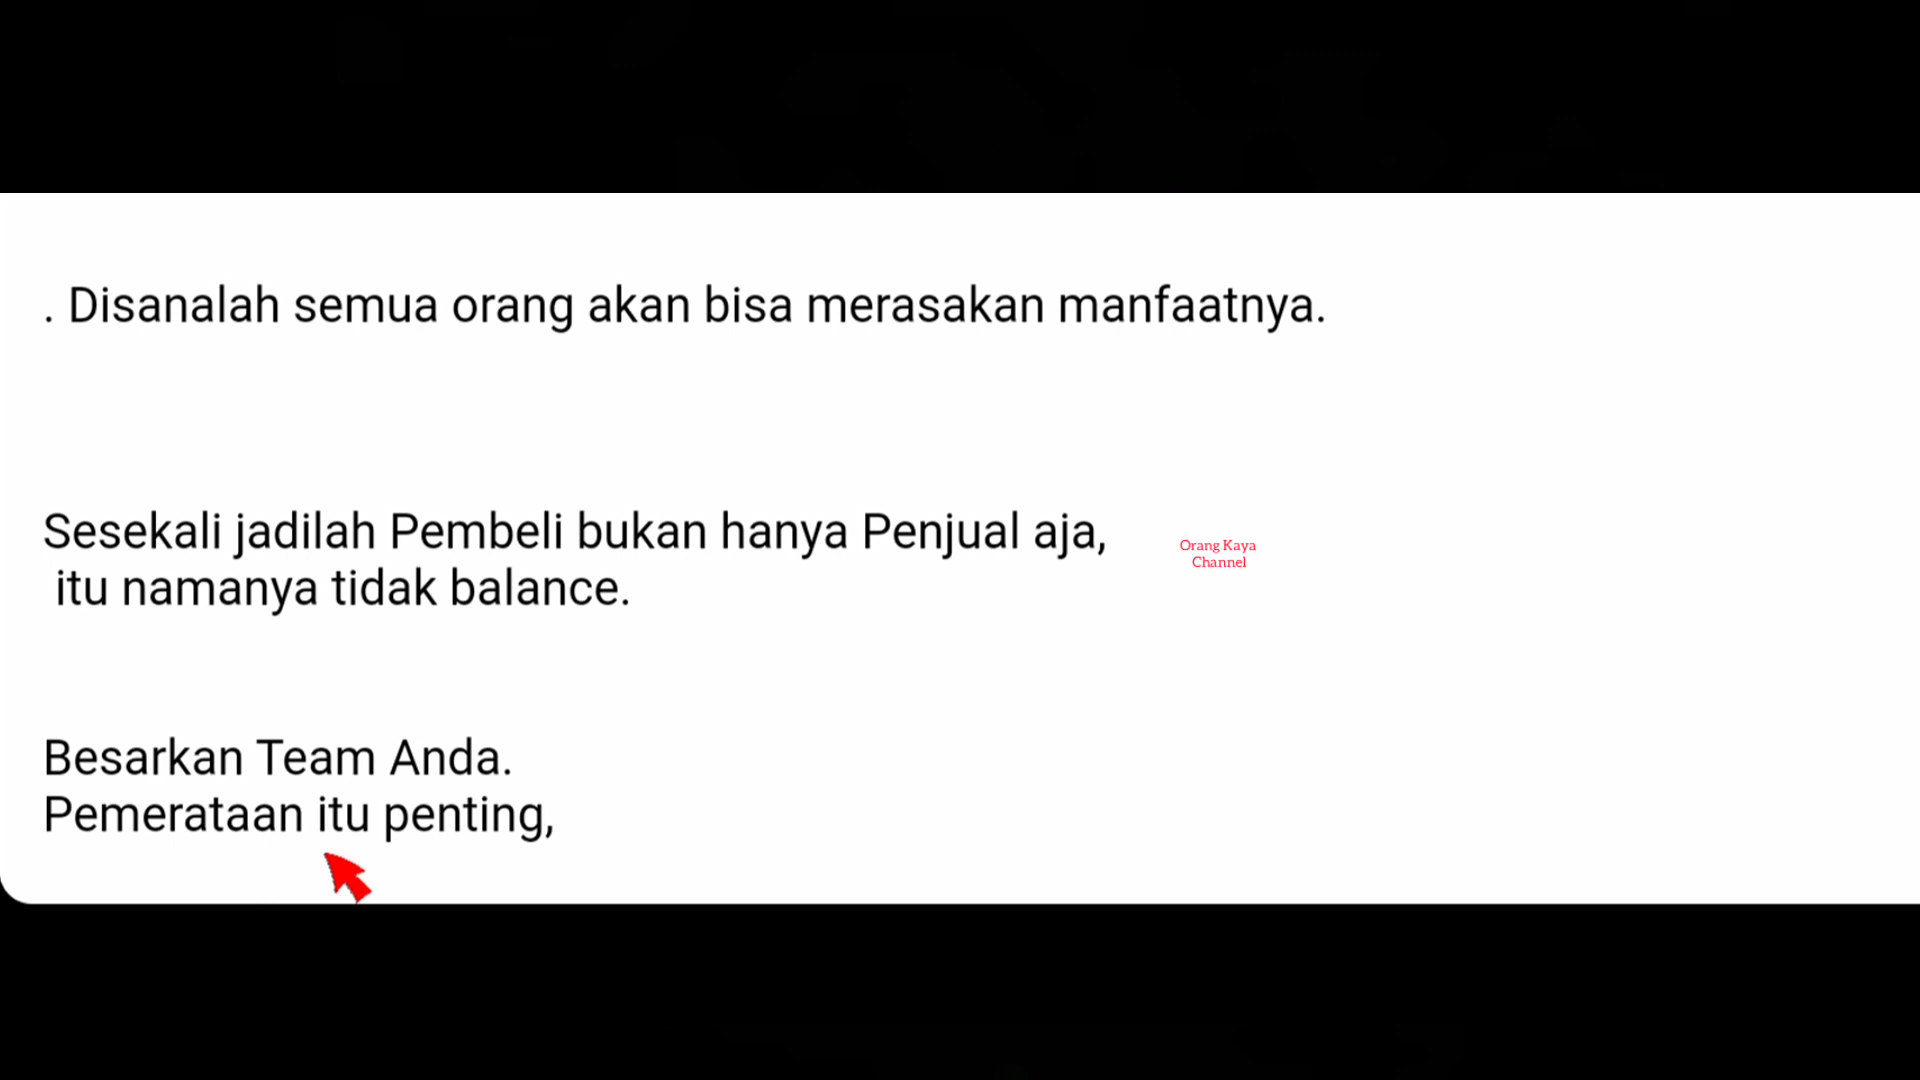 . Disanalah semua orang akan bisa merasakan manfaatnya.
Sesekali jadilah Pembeli bukan hanya Penjual aja,
itu namanya tidak balance.
Orang Kaya
Channel
Besarkan Team Anda.
Pemerataan itu penting,